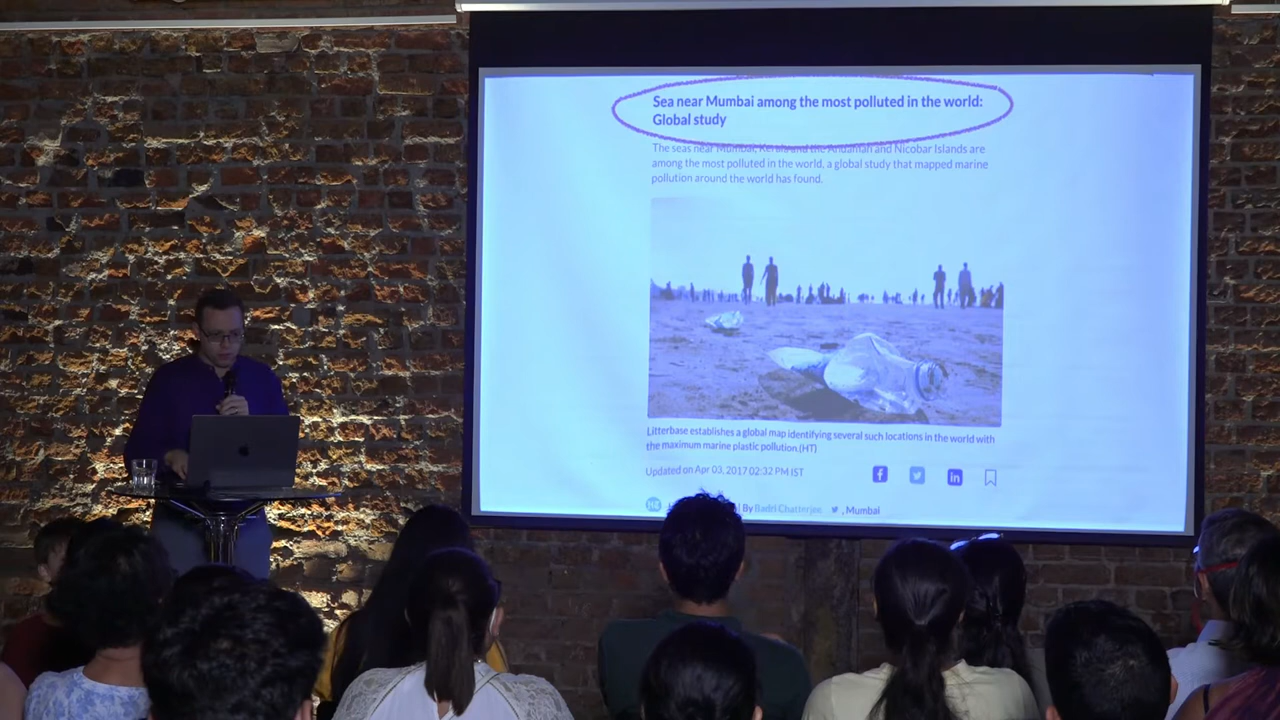 Sea near Mumbai among the most polluted in the world:
Global study
The seas near Mumbai, Kerala and the Andaman and Nicobar Islands are
among the most polluted in the world, a global study that mapped marine
pollution around the world has found.
Litterbase establishes a global map identifying several such locations in the world with
the maximum marine plastic pollution.(HT)
Updated on Apr 03, 2017 02:32 PM IST
f in
By Badri Chatterjee , Mumbai